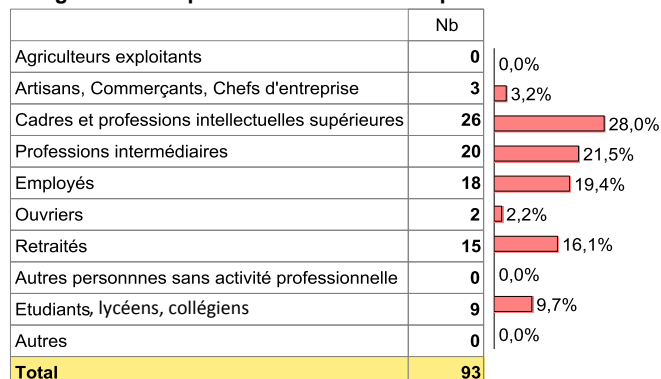 Nb
Agriculteurs exploitants 0 0,0%
Artisans, Commerçants, Chefs d'entreprise 3 3,2%
Cadres et professions intellectuelles supérieures 26 28,0%
Professions intermédiaires 20 21,5%
Employés 18 19,4%
Ouvriers 2 2,2%
Retraités 15 16,1%
Autres personnnes sans activité professionnelle 0 0,0%
Etudiants, lycéens, collégiens 9 9,7%
Autres 0 0,0%
Total 93